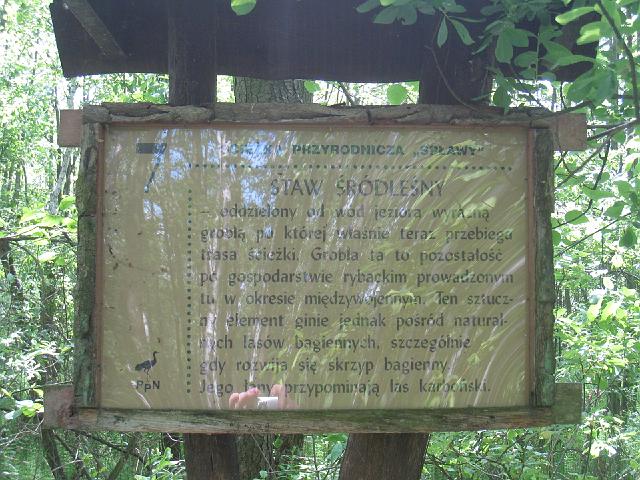 ŚCIEŻKA PRZYRODNICZA „SPŁAWY"
STAW ŚRÓDLEŚNY
– oddzielony od wód jeziora wyraźną
groblą po której właśnie teraz przebiega
trasa ścieżki. Grobla ta to pozostałość
po gospodarstwie rybackim prowadzonym
tu w okresie międzywojennym. Ten sztucz-
ny element ginie jednak pośród natural-
nych lasów bagiennych, szczególnie
gdy rozwija się skrzyp bagienny.
Jego łany przypominają las karboński.
PPN